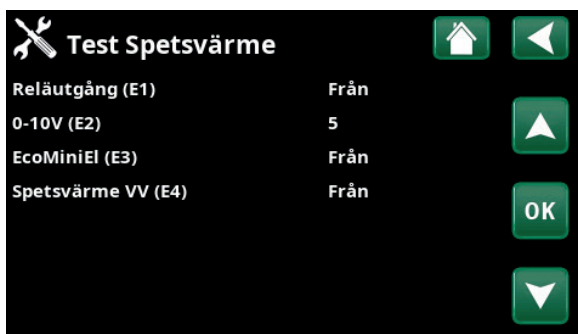 Test Spetsvärme
Reläutgång (E1) Från
0-10V (E2) 5
EcoMiniEl (E3) Från
Spetsvärme VV (E4) Från
OK